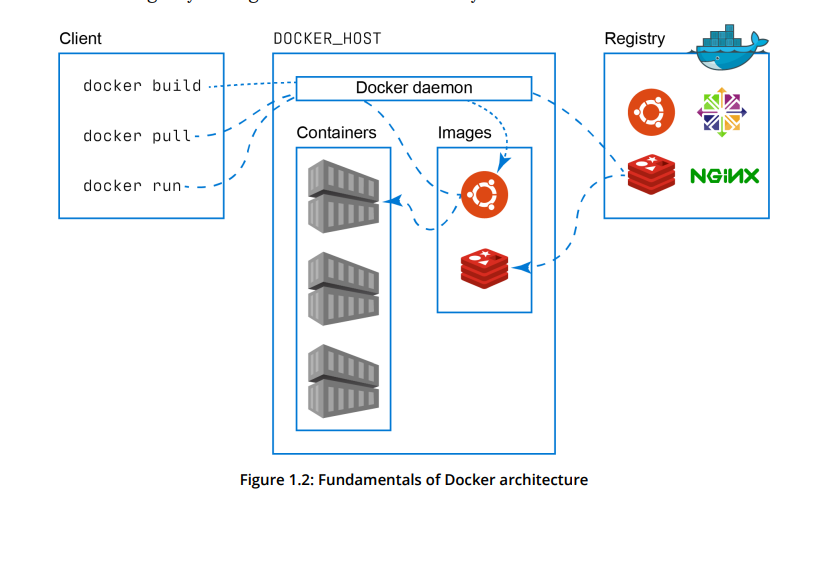 Client
docker build
docker pull
docker run
DOCKER_HOST
Docker daemon
Containers
Images
Registry
NGINX
Figure 1.2: Fundamentals of Docker architecture